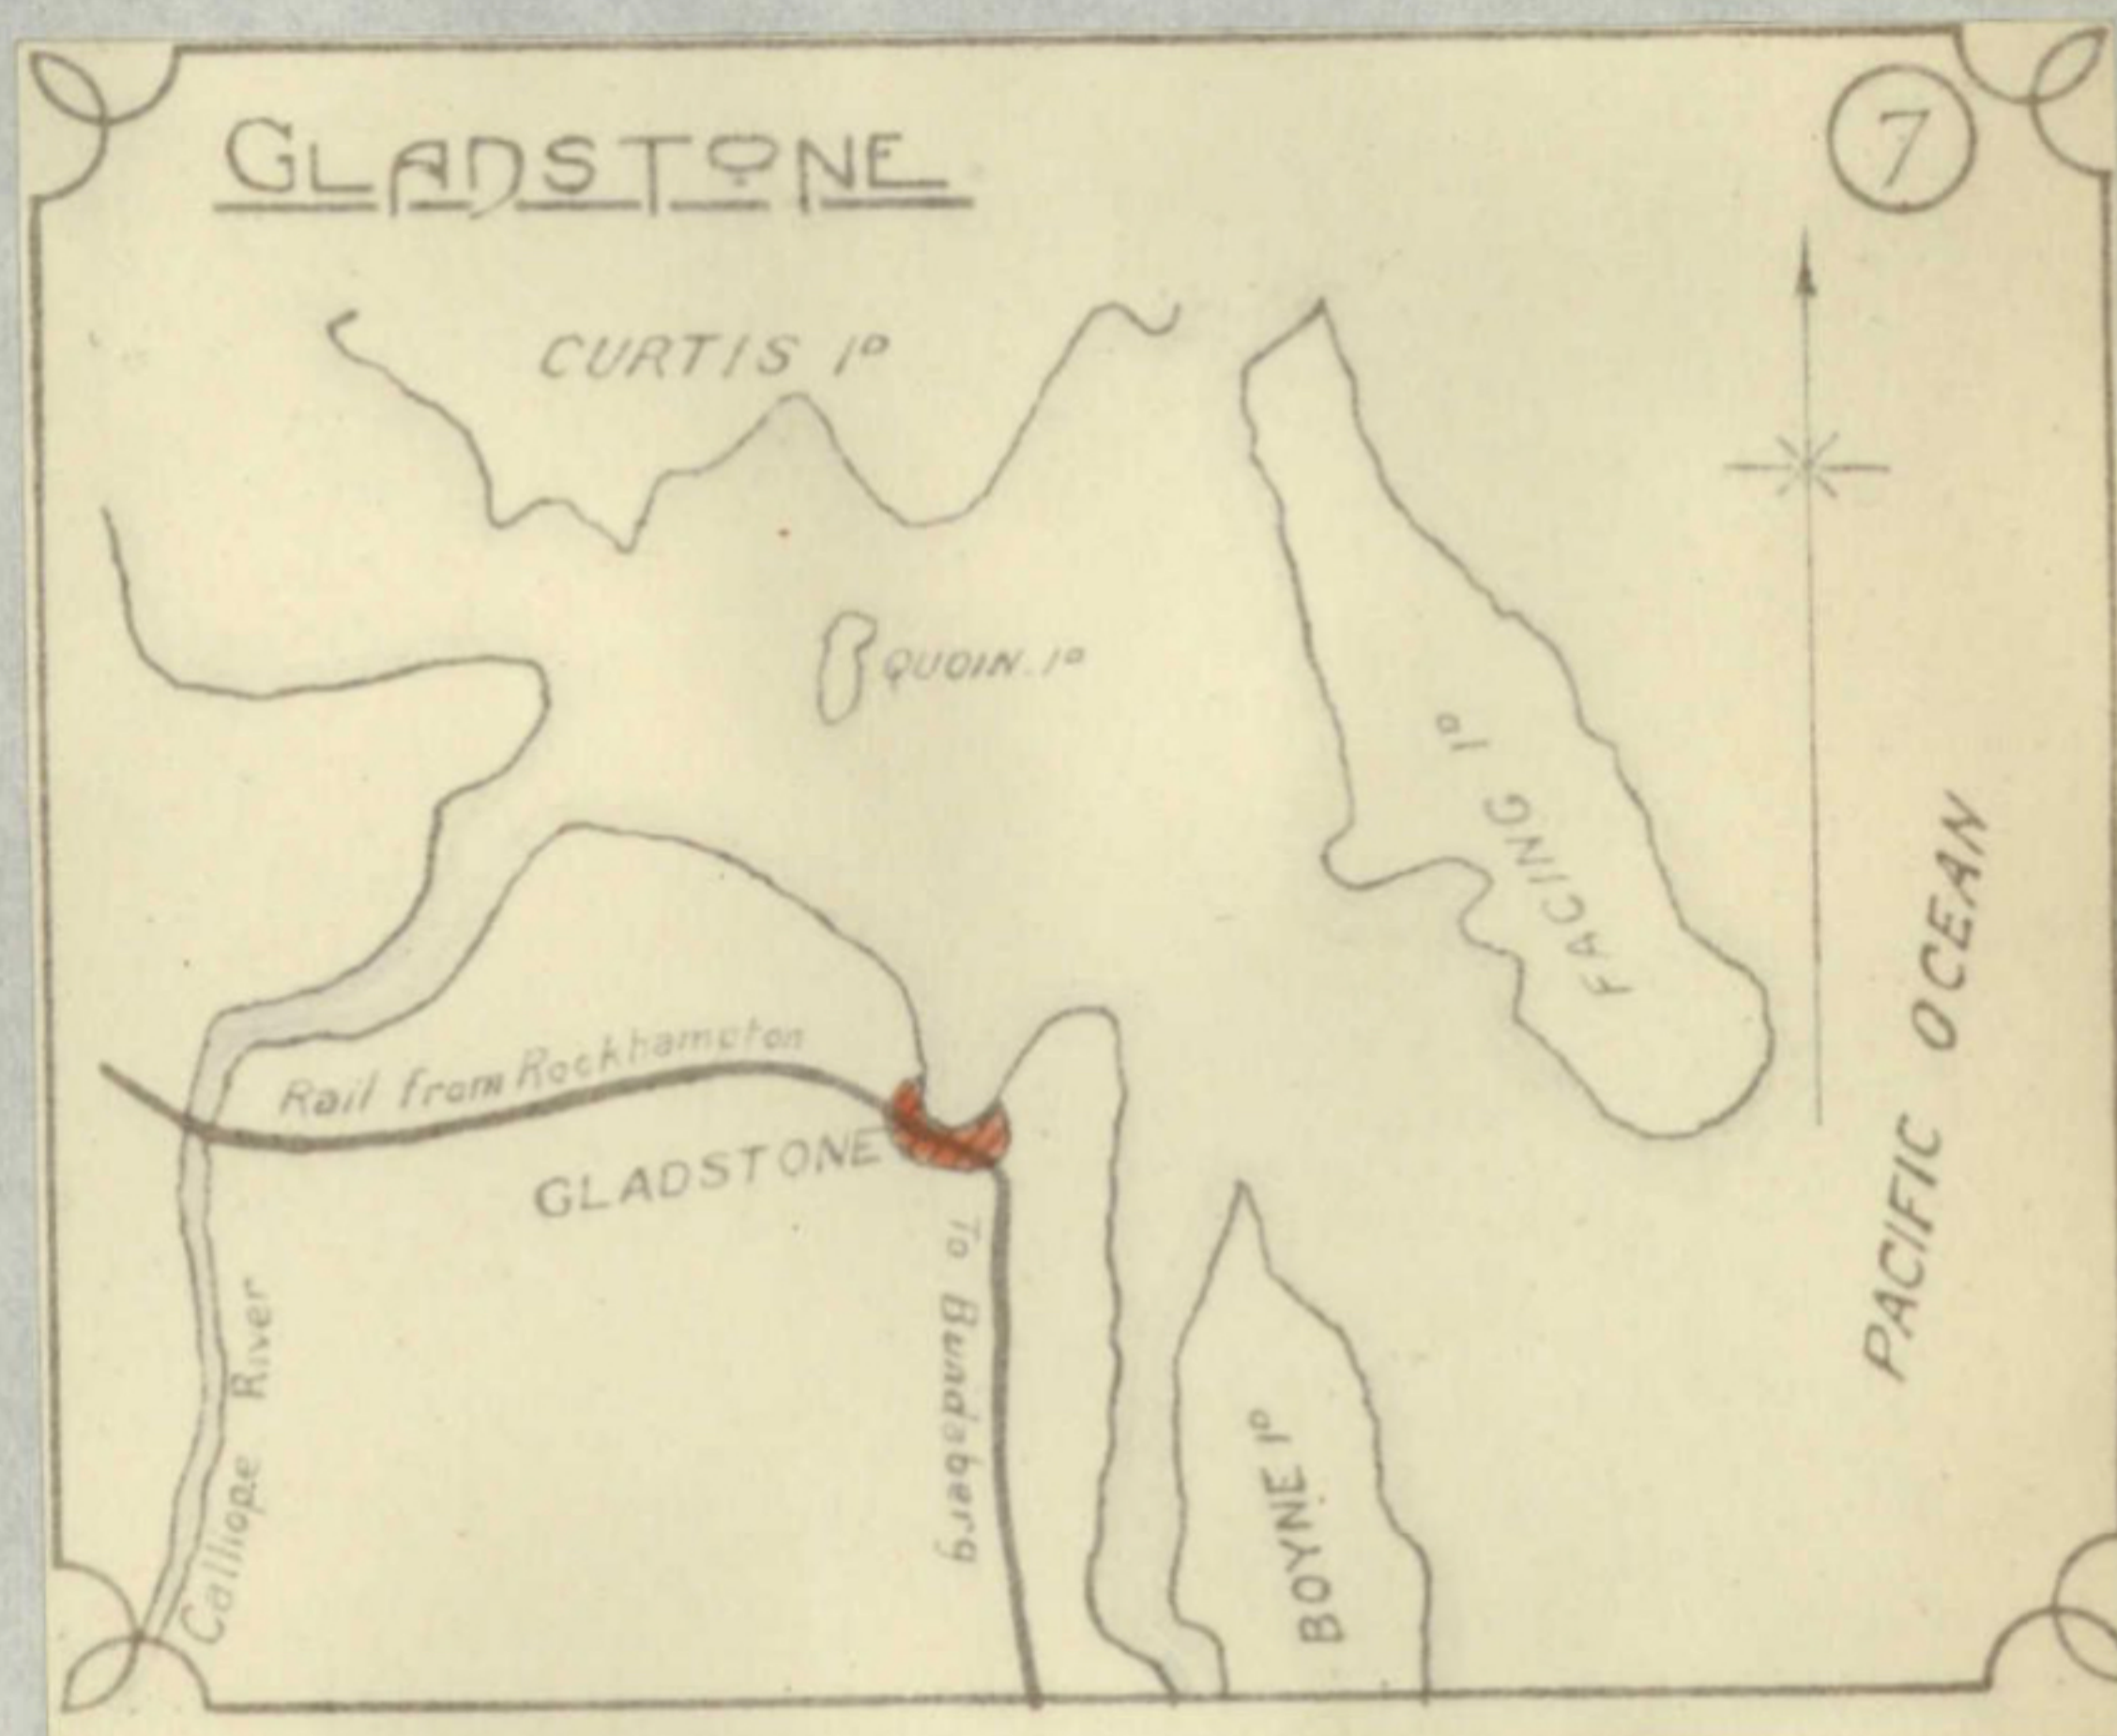 GLADSTONE
7
CURTIS Iᴰ
QUOIN. Iᴰ
FACING Iᴰ
PACIFIC OCEAN
Rail from Rockhampton
GLADSTONE
To Bundaberg
Calliope River
BOYNE Iᴰ